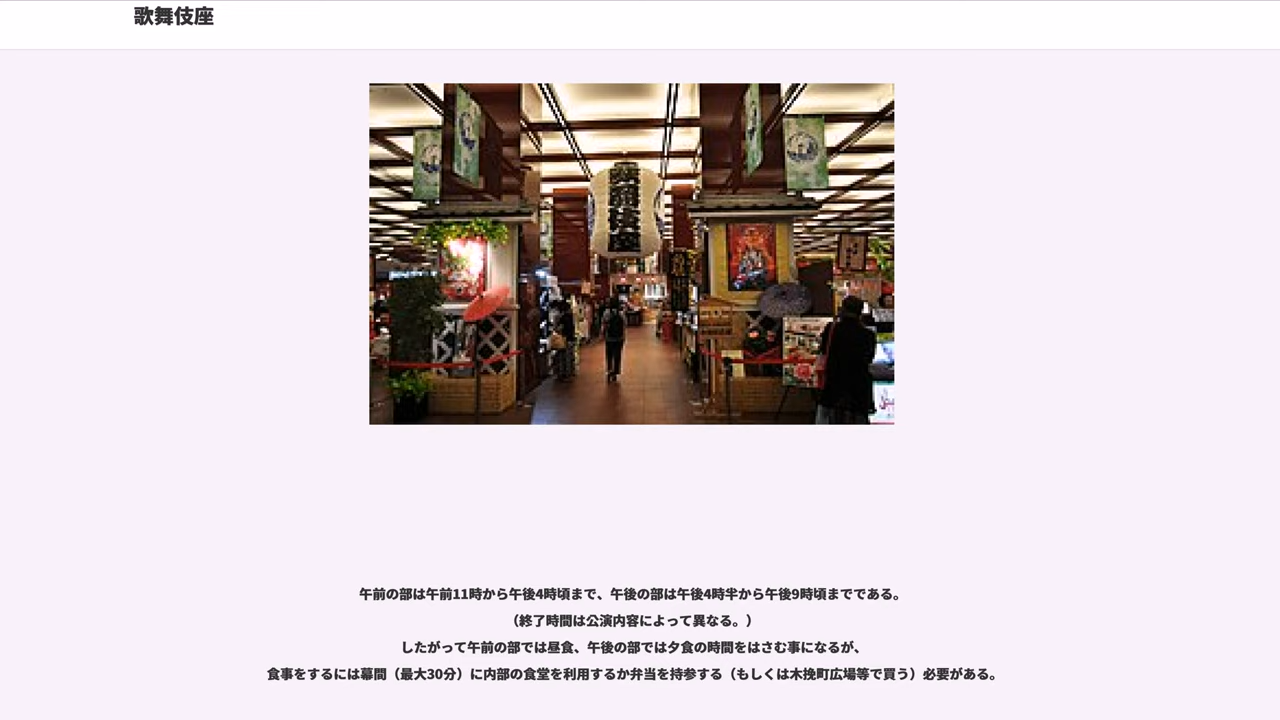 歌舞伎座
歌舞伎座
午前の部は午前11時から午後4時頃まで、午後の部は午後4時半から午後9時頃までである。
（終了時間は公演内容によって異なる。）
したがって午前の部では昼食、午後の部では夕食の時間をはさむ事になるが、
食事をするには幕間（最大30分）に内部の食堂を利用するか弁当を持参する（もしくは木挽町広場等で買う）必要がある。